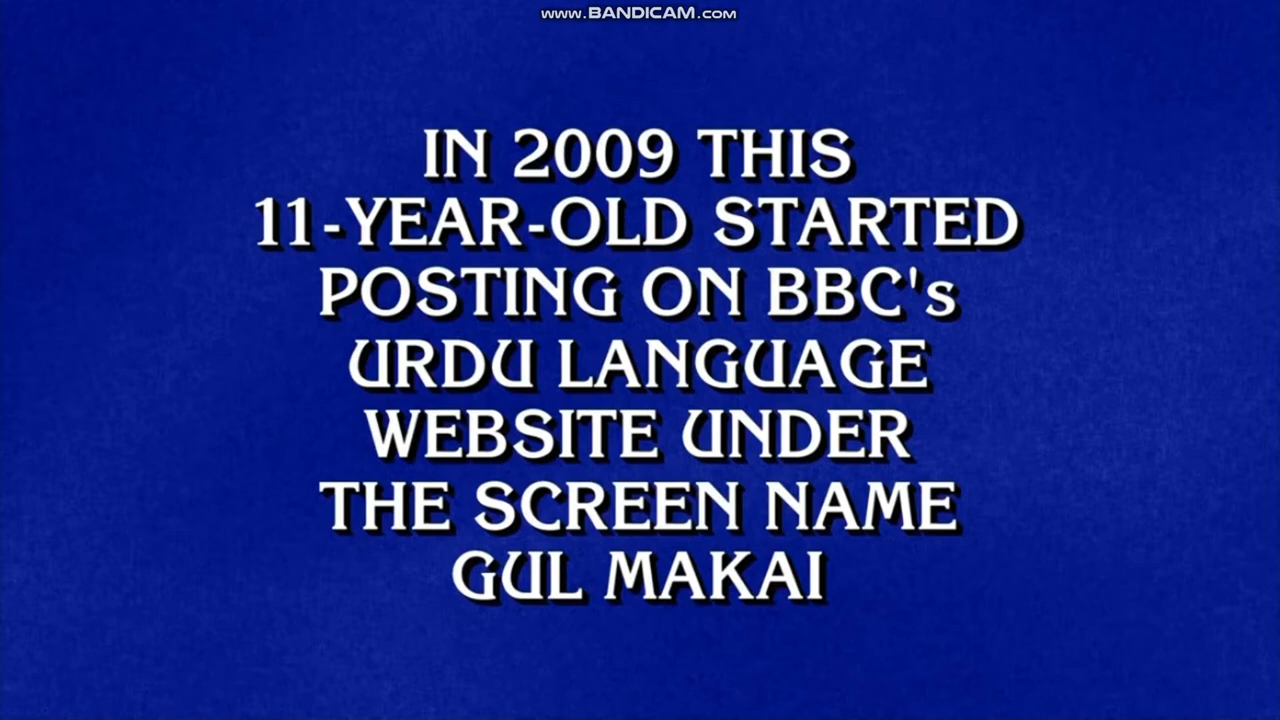 www.BANDICAM.com
IN 2009 THIS
11-YEAR-OLD STARTED
POSTING ON BBC's
URDU LANGUAGE
WEBSITE UNDER
THE SCREEN NAME
GUL MAKAI